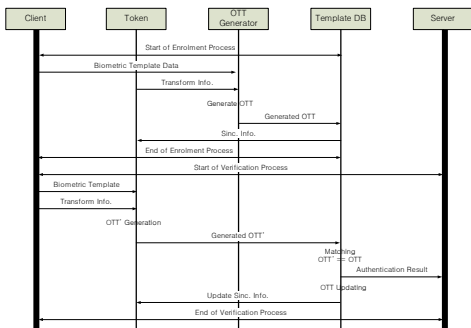 Client
Token
OTT
Generator
Template DB
Server
Start of Enrolment Process
Biometric Template Data
Transform Info.
Generate OTT
Generated OTT
Sinc. Info.
End of Enrolment Process
Start of Verification Process
Biometric Template
Transform Info.
OTT´ Generation
Generated OTT´
Matching
OTT´ == OTT
Authentication Result
OTT Updating
Update Sinc. Info.
End of Verification Process